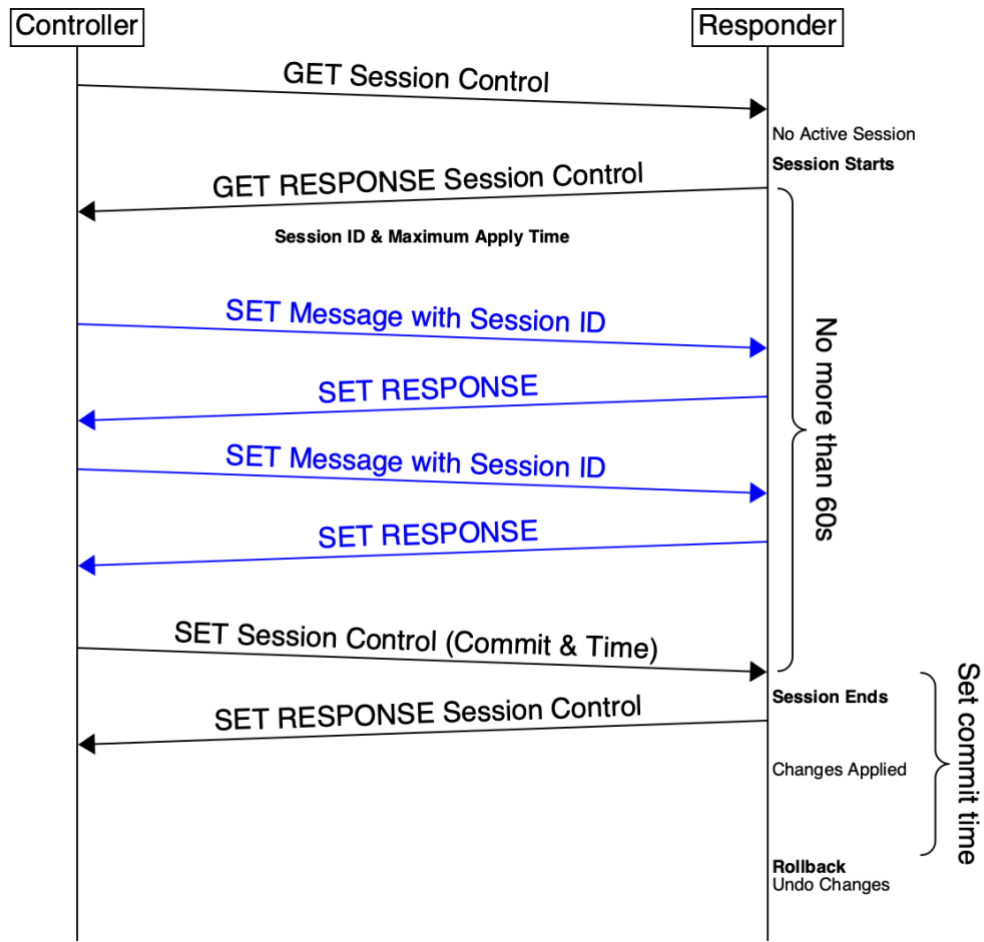 Controller
Responder
GET Session Control
No Active Session
Session Starts
GET RESPONSE Session Control
Session ID & Maximum Apply Time
SET Message with Session ID
SET RESPONSE
SET Message with Session ID
SET RESPONSE
No more than 60s
SET Session Control (Commit & Time)
Session Ends
SET RESPONSE Session Control
Changes Applied
Set commit time
Rollback
Undo Changes